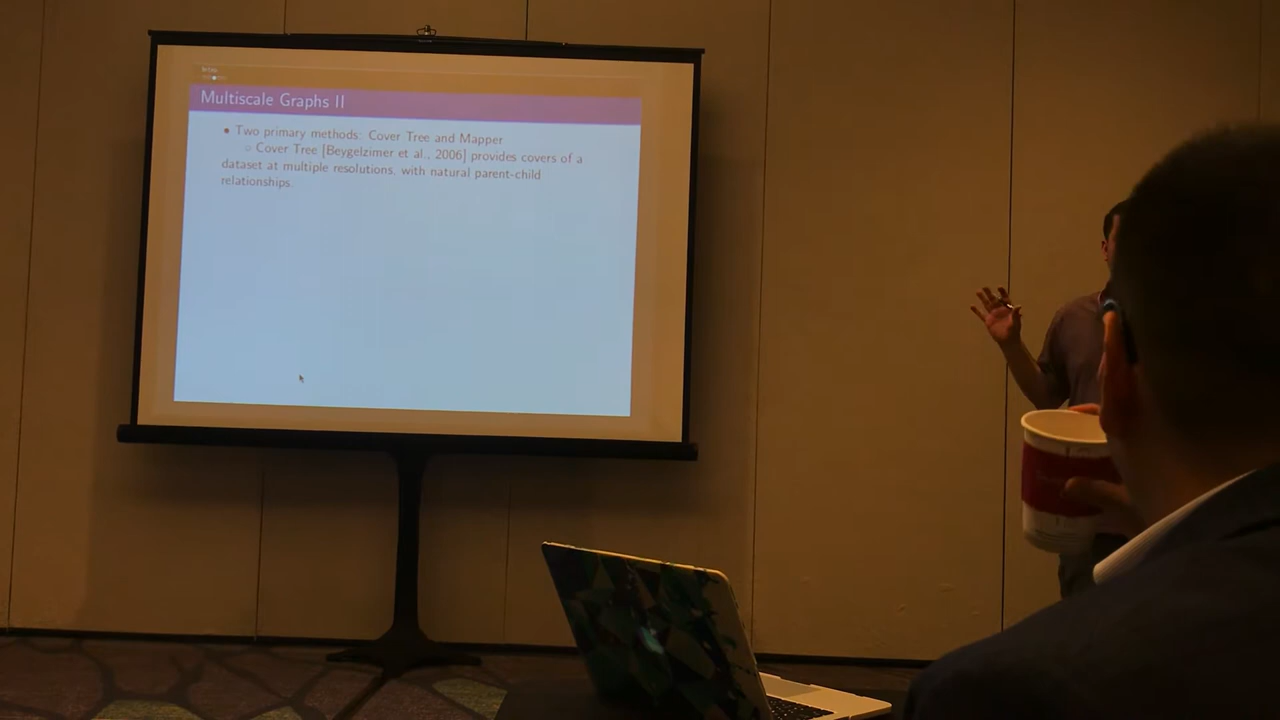 Intro
Multiscale Graphs II
• Two primary methods: Cover Tree and Mapper
○ Cover Tree [Beygelzimer et al., 2006] provides covers of a
dataset at multiple resolutions, with natural parent-child
relationships.